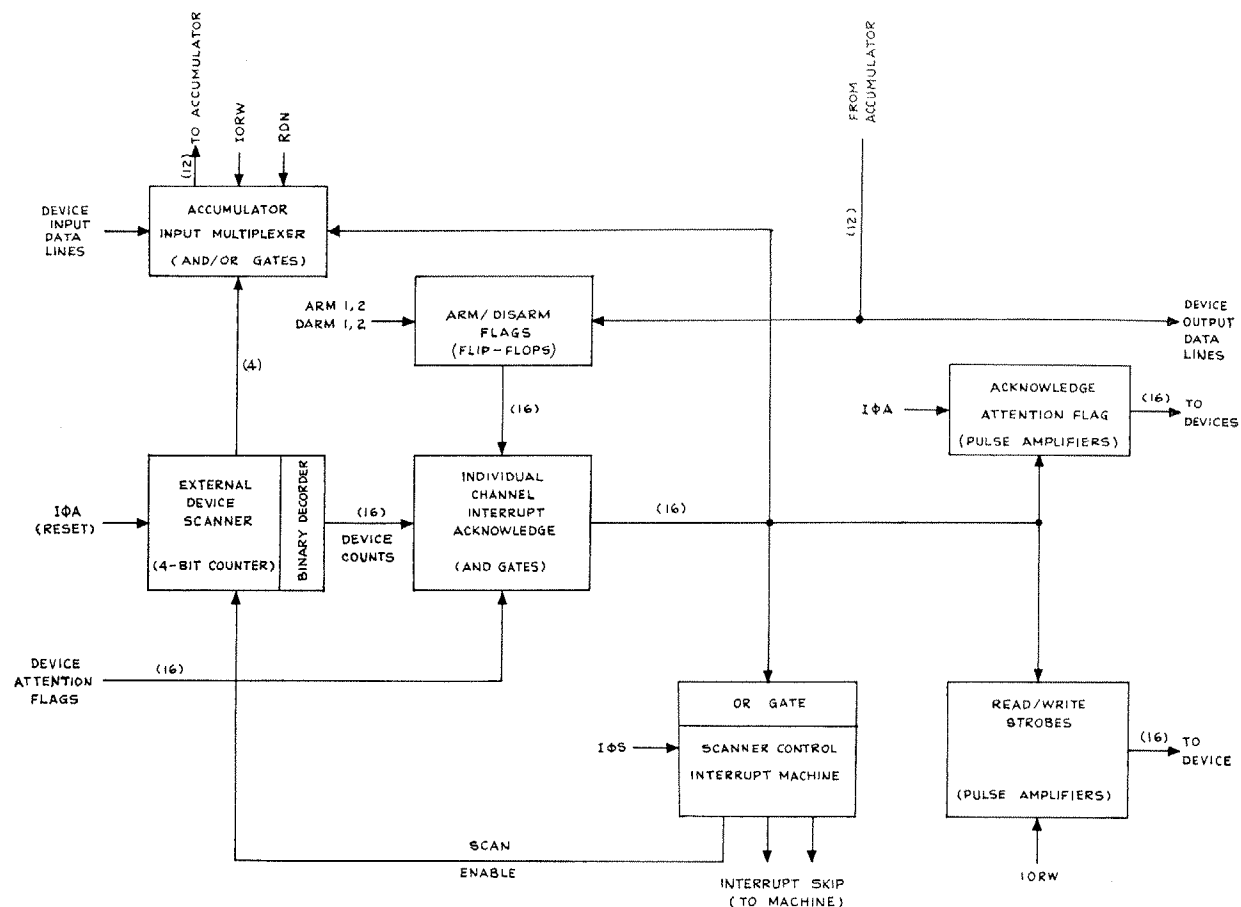 (12) TO ACCUMULATOR
IORW
RDN
FROM
ACCUMULATOR
(12)
DEVICE
INPUT
DATA
LINES
ACCUMULATOR
INPUT MULTIPLEXER
(AND/OR GATES)
ARM 1,2
DARM 1,2
ARM/DISARM
FLAGS
(FLIP-FLOPS)
DEVICE
OUTPUT
DATA
LINES
(4)
(16)
IΦA
ACKNOWLEDGE
ATTENTION FLAG
(PULSE AMPLIFIERS)
(16) TO
DEVICES
IΦA
(RESET)
EXTERNAL
DEVICE
SCANNER
(4-BIT COUNTER)
BINARY DECORDER
(16)
DEVICE
COUNTS
INDIVIDUAL
CHANNEL
INTERRUPT
ACKNOWLEDGE
(AND GATES)
(16)
DEVICE
ATTENTION
FLAGS
(16)
IΦS
OR GATE
SCANNER CONTROL
INTERRUPT MACHINE
READ/WRITE
STROBES
(PULSE AMPLIFIERS)
(16) TO
DEVICE
SCAN
ENABLE
INTERRUPT SKIP
(TO MACHINE)
IORW